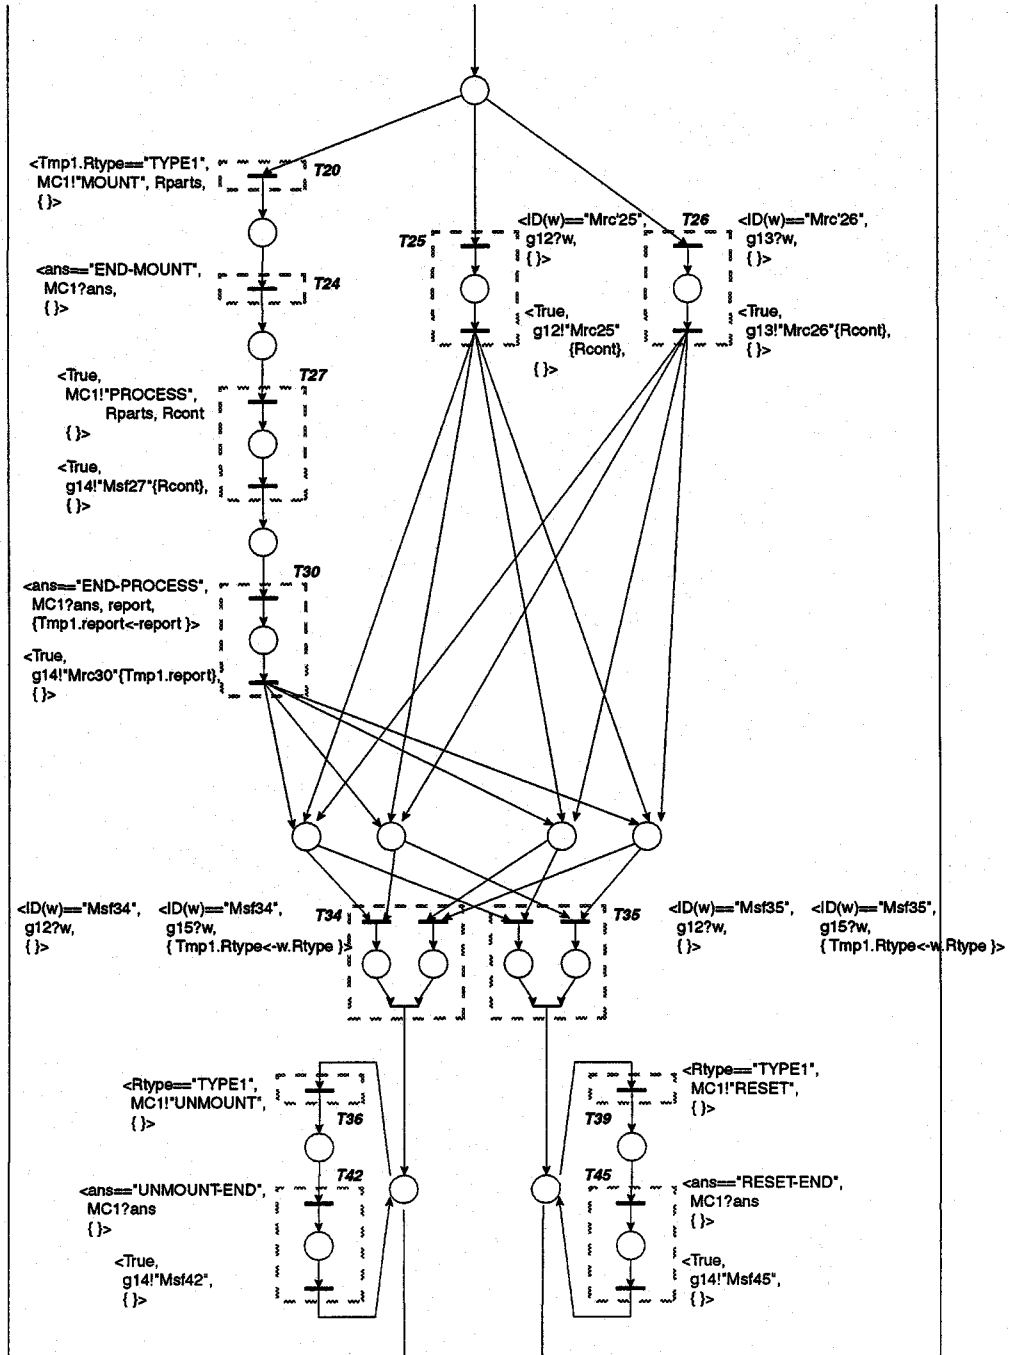 <Tmp1.Rtype=="TYPE1",
MC1!"MOUNT", Rparts,
{ }>
T20
<ID(w)=="Mrc'25",
g12?w,
{ }>
T25
T26
<ID(w)=="Mrc'26",
g13?w,
{ }>
<ans=="END-MOUNT",
MC1?ans,
{ }>
T24
<True,
g12!"Mrc25"
{Rcont},
{ }>
<True,
g13!"Mrc26"{Rcont},
{ }>
<True,
MC1!"PROCESS",
Rparts, Rcont
{ }>
T27
<True,
g14!"Msf27"{Rcont},
{ }>
T30
<ans=="END-PROCESS",
MC1?ans, report,
{Tmp1.report<-report }>
<True,
g14!"Mrc30"{Tmp1.report},
{ }>
<ID(w)=="Msf34",
g12?w,
{ }>
<ID(w)=="Msf34",
g15?w,
{ Tmp1.Rtype<-w.Rtype }>
T34
T35
<ID(w)=="Msf35",
g12?w,
{ }>
<ID(w)=="Msf35",
g15?w,
{ Tmp1.Rtype<-w.Rtype }>
<Rtype=="TYPE1",
MC1!"UNMOUNT",
{ }>
T36
<Rtype=="TYPE1",
MC1!"RESET",
{ }>
T39
<ans=="UNMOUNT-END",
MC1?ans
{ }>
T42
T45
<ans=="RESET-END",
MC1?ans
{ }>
<True,
g14!"Msf42",
{ }>
<True,
g14!"Msf45",
{ }>